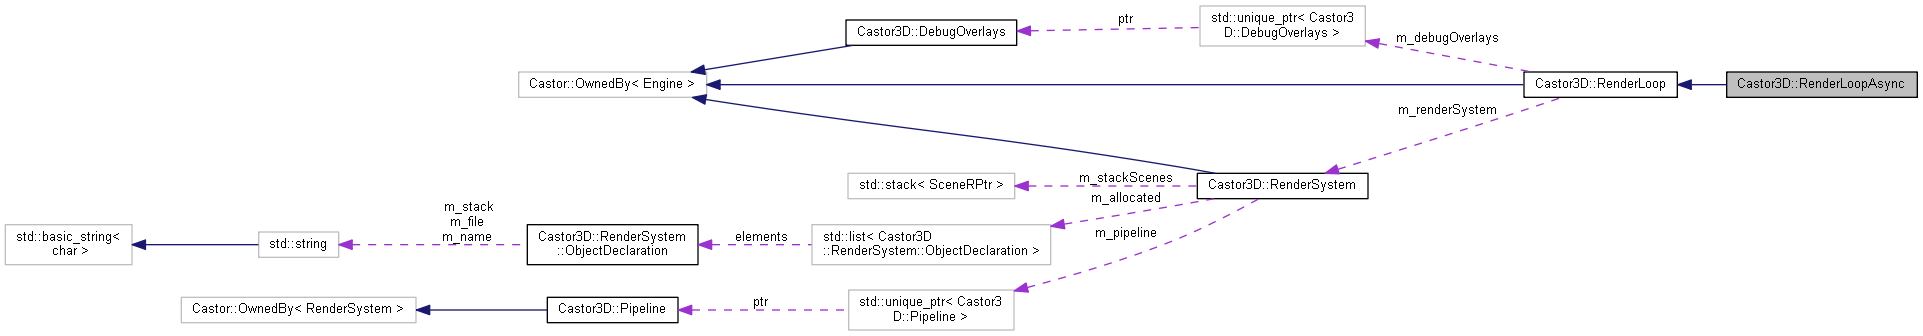 Castor3D::DebugOverlays
ptr
std::unique_ptr< Castor3
D::DebugOverlays >
m_debugOverlays
Castor::OwnedBy< Engine >
Castor3D::RenderLoop
Castor3D::RenderLoopAsync
m_renderSystem
std::stack< SceneRPtr >
m_stackScenes
Castor3D::RenderSystem
m_allocated
m_pipeline
std::basic_string<
char >
std::string
m_stack
m_file
m_name
Castor3D::RenderSystem
::ObjectDeclaration
elements
std::list< Castor3D
::RenderSystem::ObjectDeclaration >
Castor::OwnedBy< RenderSystem >
Castor3D::Pipeline
ptr
std::unique_ptr< Castor3
D::Pipeline >